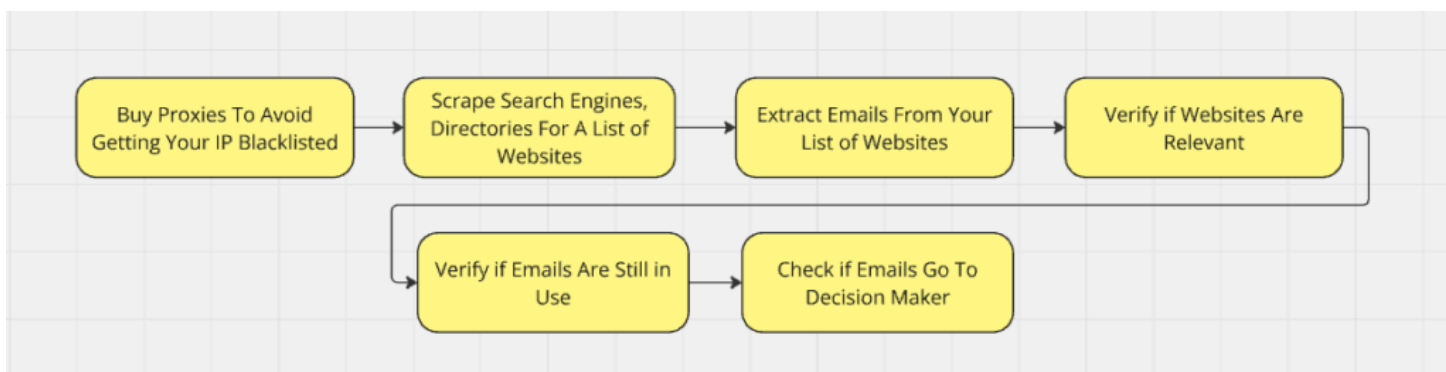 Buy Proxies To Avoid
Getting Your IP Blacklisted
Scrape Search Engines,
Directories For A List of
Websites
Extract Emails From Your
List of Websites
Verify if Websites Are
Relevant
Verify if Emails Are Still in
Use
Check if Emails Go To
Decision Maker